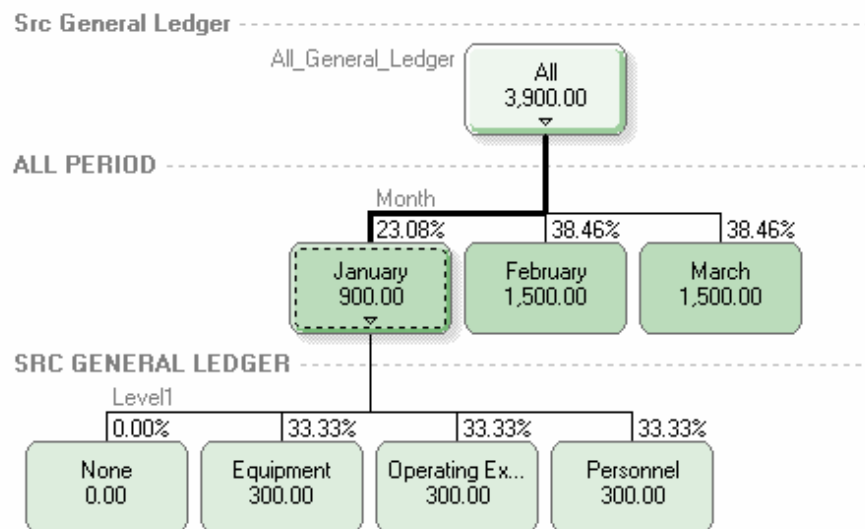 Src General Ledger
All_General_Ledger
All
3,900.00
ALL PERIOD
Month
23.08% 38.46% 38.46%
January February March
900.00 1,500.00 1,500.00
SRC GENERAL LEDGER
Level1
0.00% 33.33% 33.33% 33.33%
None Equipment Operating Ex... Personnel
0.00 300.00 300.00 300.00